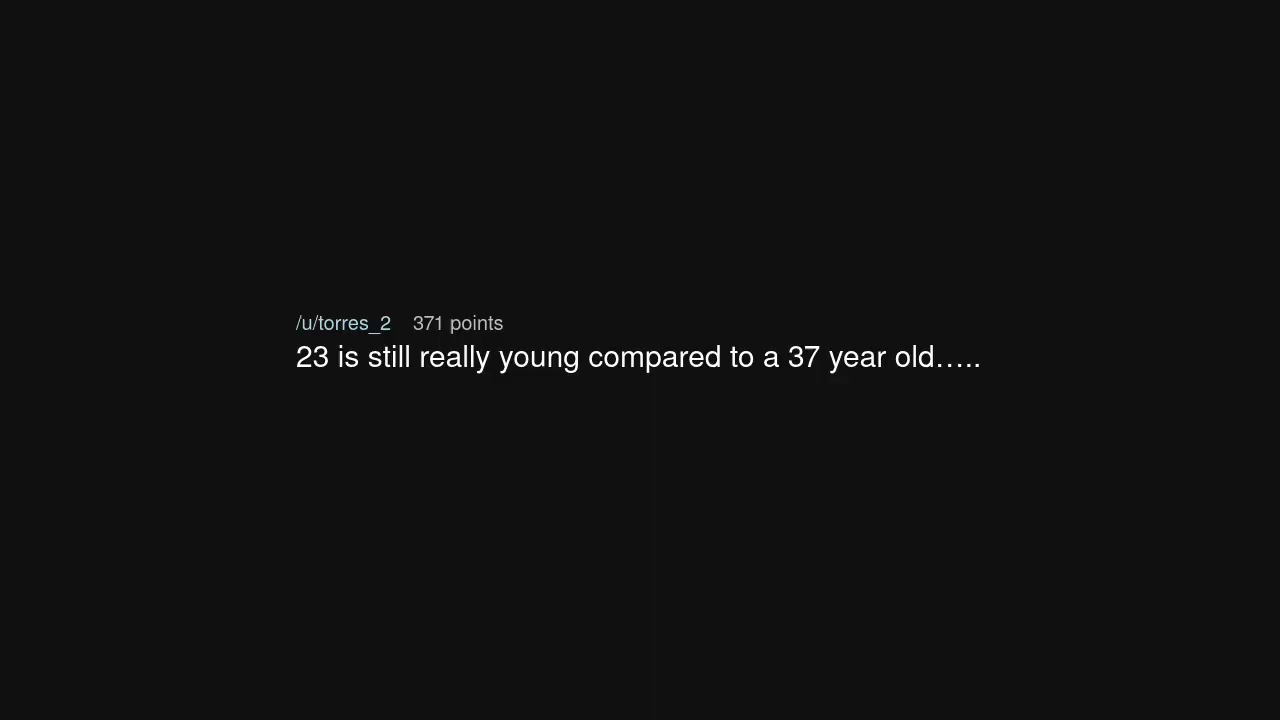 /u/torres_2 371 points
23 is still really young compared to a 37 year old…..